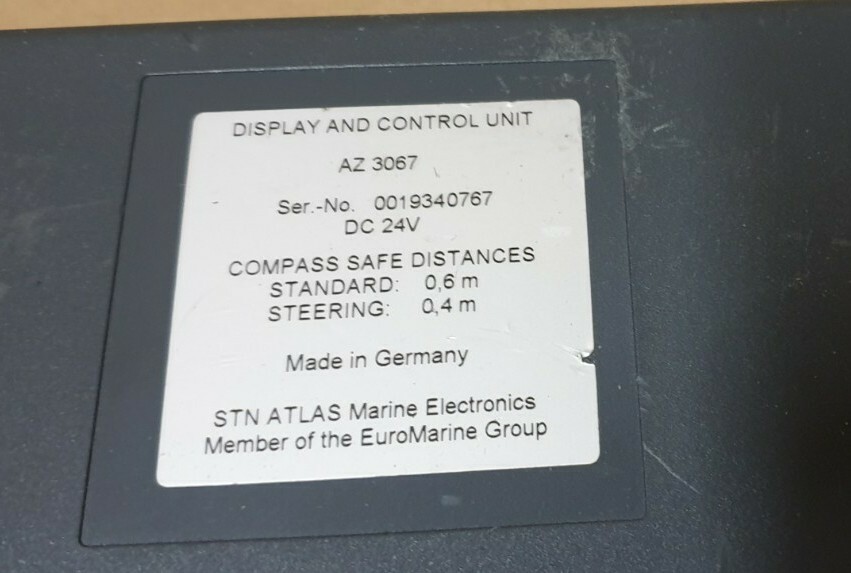 DISPLAY AND CONTROL UNIT
AZ 3067
Ser.-No. 0019340767
DC 24V
COMPASS SAFE DISTANCES
STANDARD: 0,6 m
STEERING: 0,4 m
Made in Germany
STN ATLAS Marine Electronics
Member of the EuroMarine Group